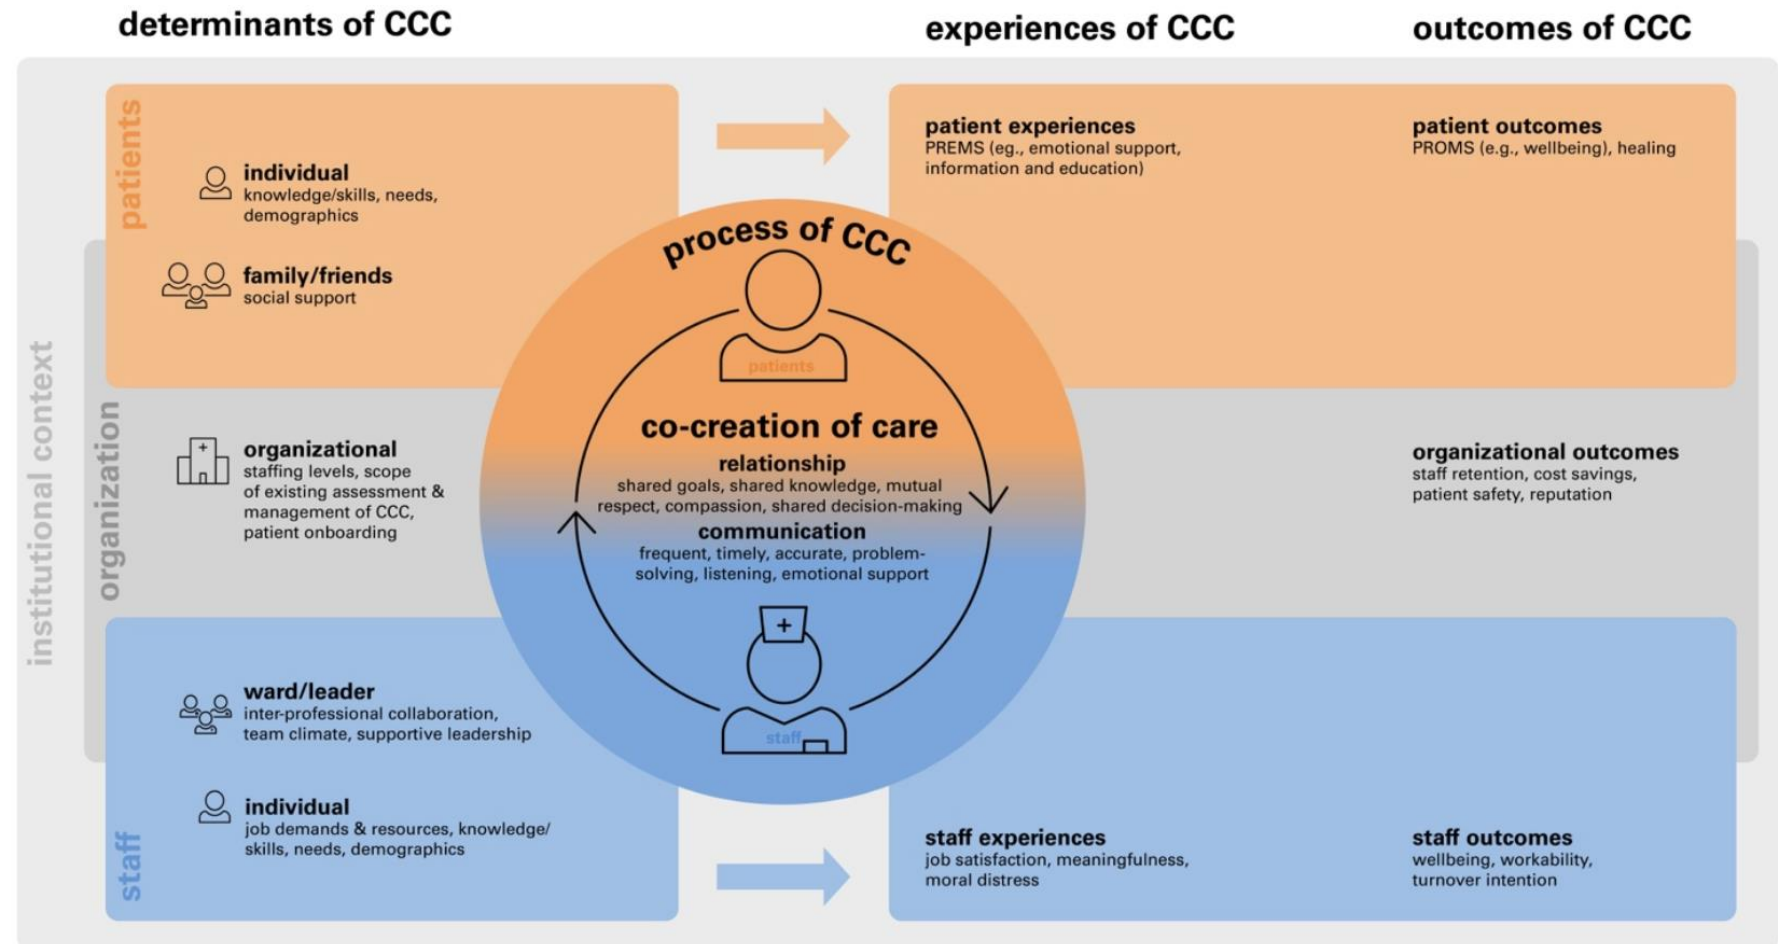 determinants of CCC
experiences of CCC
outcomes of CCC
institutional context
organization
patients
individual
knowledge/skills, needs,
demographics
family/friends
social support
organizational
staffing levels, scope
of existing assessment &
management of CCC,
patient onboarding
staff
ward/leader
inter-professional collaboration,
team climate, supportive leadership
individual
job demands & resources, knowledge/
skills, needs, demographics
process of CCC
patients
co-creation of care
relationship
shared goals, shared knowledge, mutual
respect, compassion, shared decision-making
communication
frequent, timely, accurate, problem-
solving, listening, emotional support
staff
patient experiences
PREMS (eg., emotional support,
information and education)
patient outcomes
PROMS (e.g., wellbeing), healing
organizational outcomes
staff retention, cost savings,
patient safety, reputation
staff experiences
job satisfaction, meaningfulness,
moral distress
staff outcomes
wellbeing, workability,
turnover intention